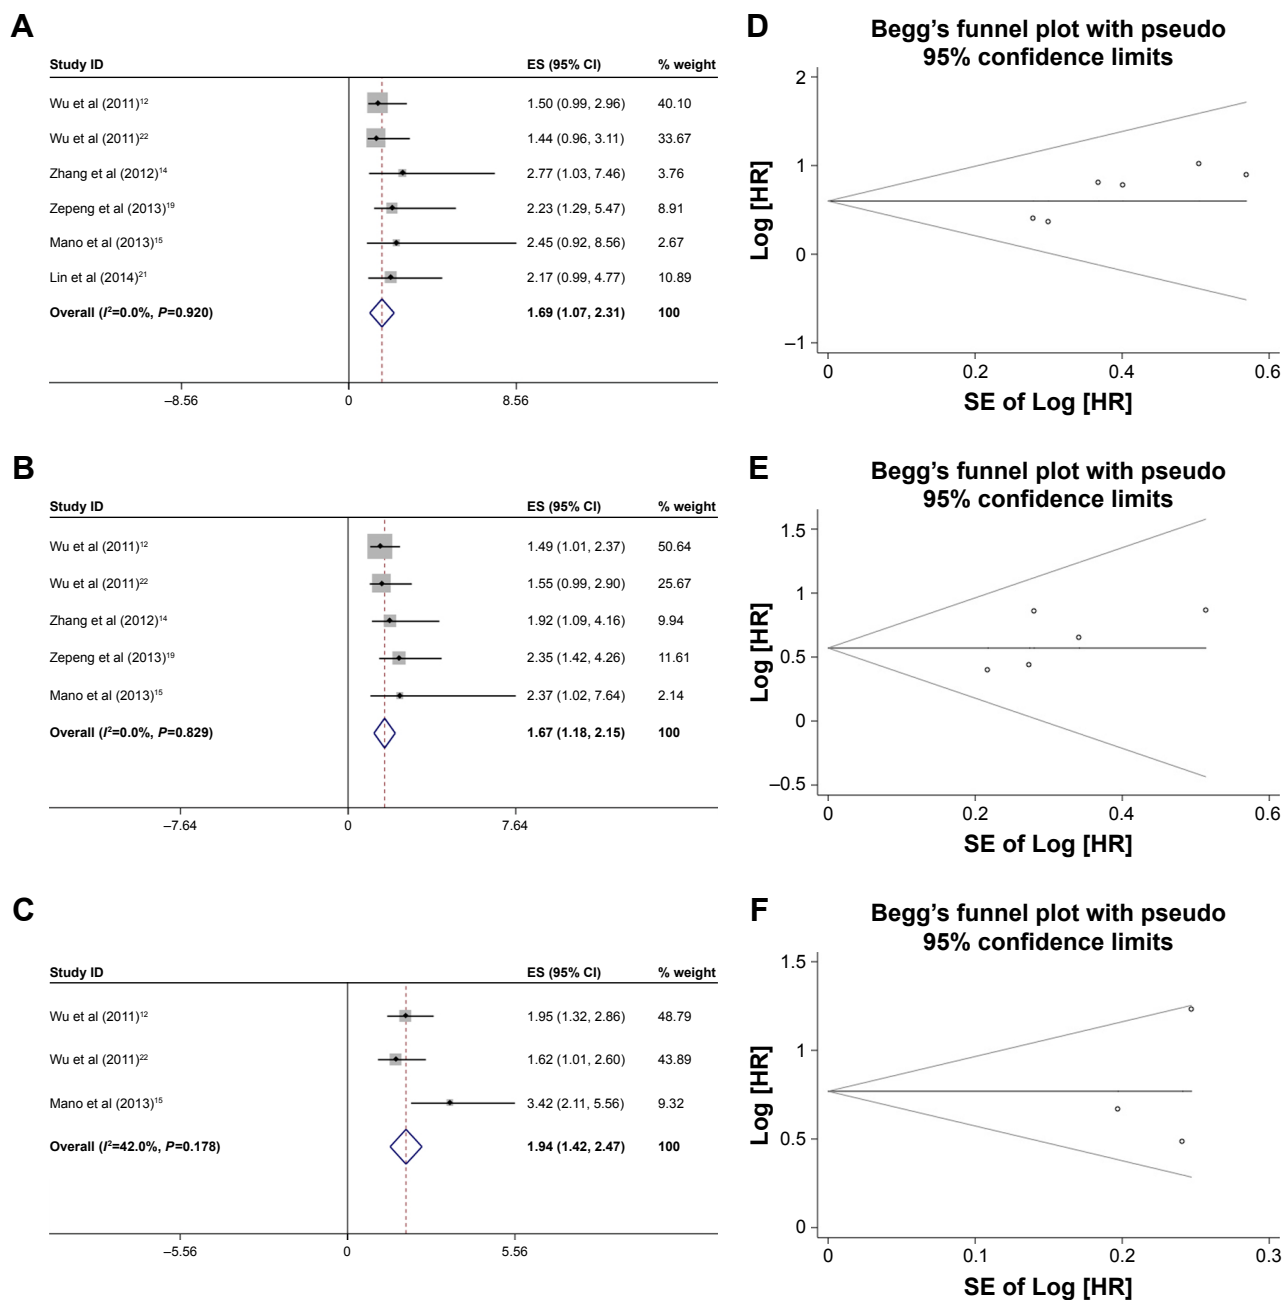 A
Study ID ES (95% CI) % weight
Wu et al (2011)¹² 1.50 (0.99, 2.96) 40.10
Wu et al (2011)²² 1.44 (0.96, 3.11) 33.67
Zhang et al (2012)¹⁴ 2.77 (1.03, 7.46) 3.76
Zepeng et al (2013)¹⁹ 2.23 (1.29, 5.47) 8.91
Mano et al (2013)¹⁵ 2.45 (0.92, 8.56) 2.67
Lin et al (2014)²¹ 2.17 (0.99, 4.77) 10.89
Overall (I²=0.0%, P=0.920) 1.69 (1.07, 2.31) 100
–8.56 0 8.56
D
Begg’s funnel plot with pseudo
95% confidence limits
Log [HR]
2
1
0
–1
0 0.2 0.4 0.6
SE of Log [HR]
B
Study ID ES (95% CI) % weight
Wu et al (2011)¹² 1.49 (1.01, 2.37) 50.64
Wu et al (2011)²² 1.55 (0.99, 2.90) 25.67
Zhang et al (2012)¹⁴ 1.92 (1.09, 4.16) 9.94
Zepeng et al (2013)¹⁹ 2.35 (1.42, 4.26) 11.61
Mano et al (2013)¹⁵ 2.37 (1.02, 7.64) 2.14
Overall (I²=0.0%, P=0.829) 1.67 (1.18, 2.15) 100
–7.64 0 7.64
E
Begg’s funnel plot with pseudo
95% confidence limits
Log [HR]
1.5
1
0.5
0
–0.5
0 0.2 0.4 0.6
SE of Log [HR]
C
Study ID ES (95% CI) % weight
Wu et al (2011)¹² 1.95 (1.32, 2.86) 48.79
Wu et al (2011)²² 1.62 (1.01, 2.60) 43.89
Mano et al (2013)¹⁵ 3.42 (2.11, 5.56) 9.32
Overall (I²=42.0%, P=0.178) 1.94 (1.42, 2.47) 100
–5.56 0 5.56
F
Begg’s funnel plot with pseudo
95% confidence limits
Log [HR]
1.5
1
0.5
0
0 0.1 0.2 0.3
SE of Log [HR]